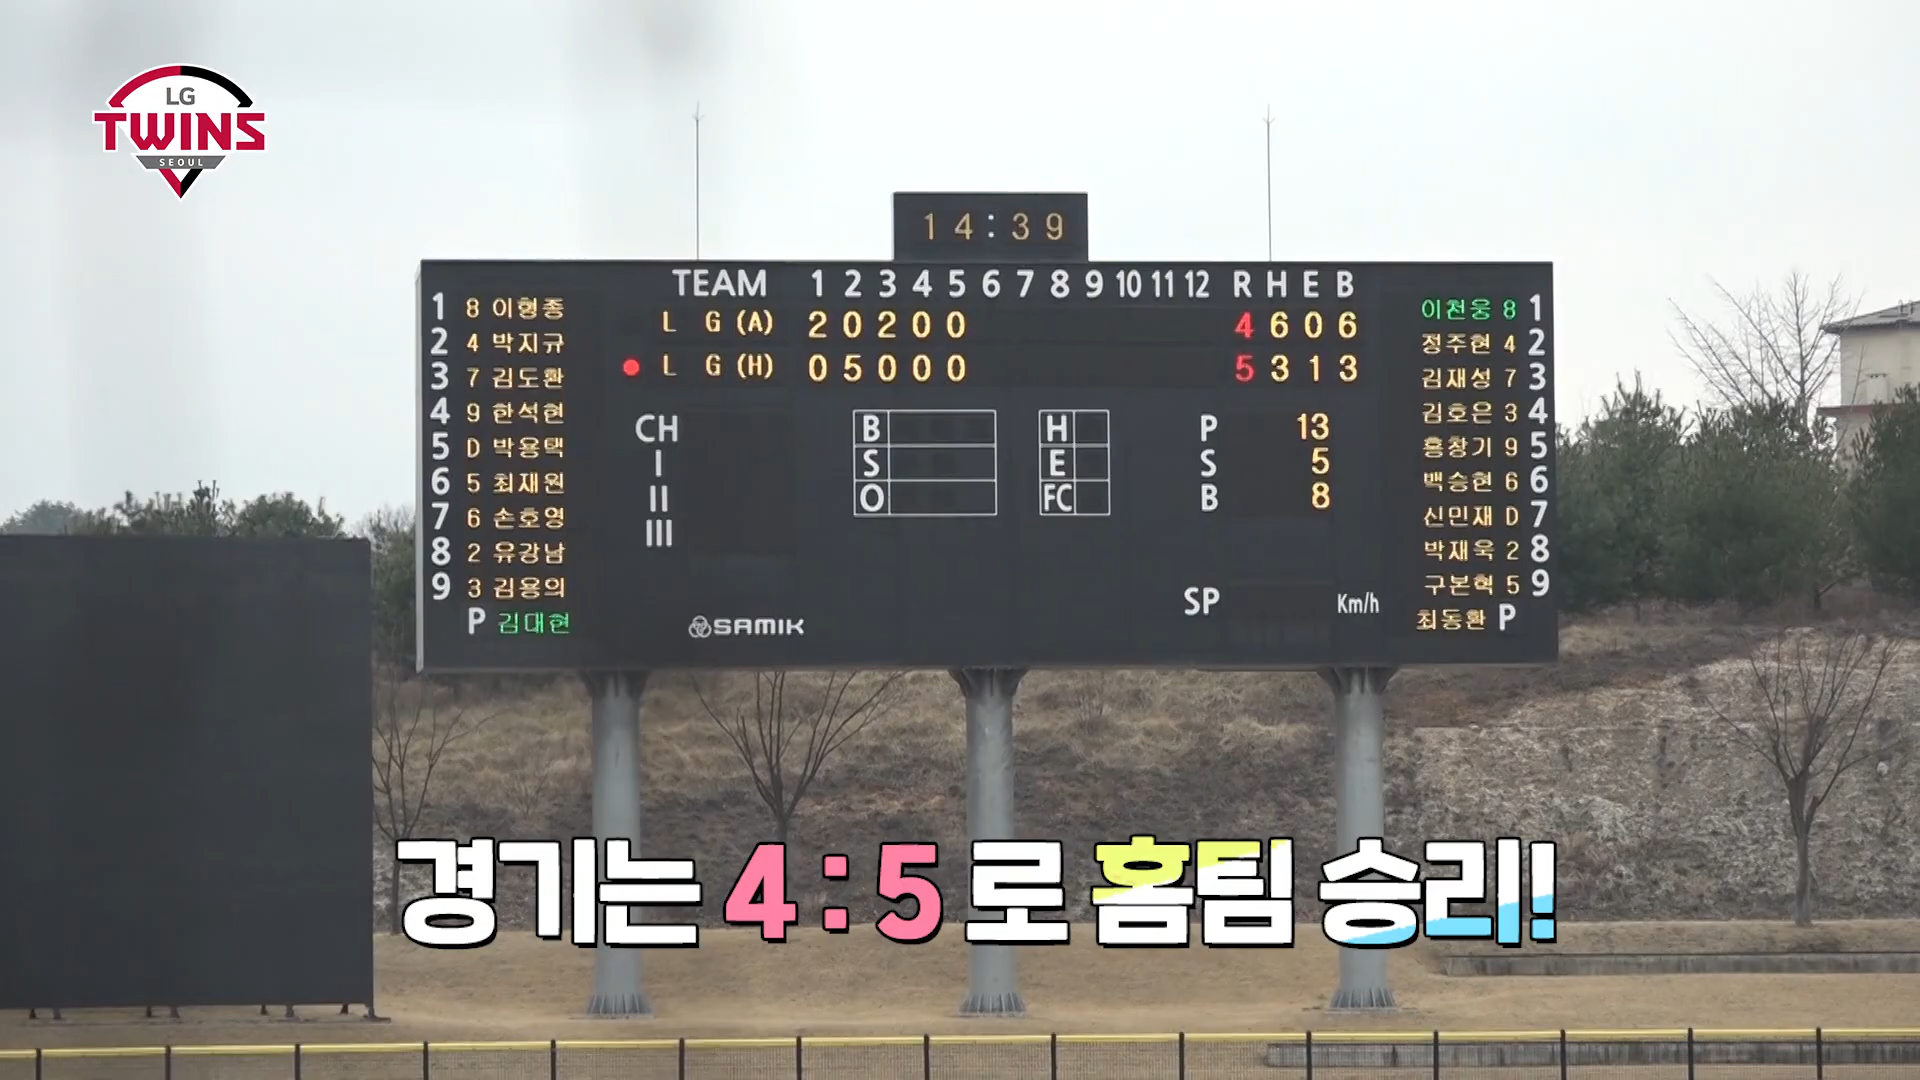 LG
TWINS
SEOUL
14:39
TEAM 1 2 3 4 5 6 7 8 9 10 11 12 R H E B
L G (A) 2 0 2 0 0 4 6 0 6
L G (H) 0 5 0 0 0 5 3 1 3
1 8 이형종
2 4 박지규
3 7 김도환
4 9 한석현
5 D 박용택
6 5 최재원
7 6 손호영
8 2 유강남
9 3 김용의
P 김대현
CH
I
II
III
B
S
O
H
E
FC
P 13
S 5
B 8
SP Km/h
SAMIK
이천웅 8 1
정주현 4 2
김재성 7 3
김호은 3 4
홍창기 9 5
백승현 6 6
신민재 D 7
박재욱 2 8
구본혁 5 9
최동환 P
경기는 4:5로 홈팀 승리!